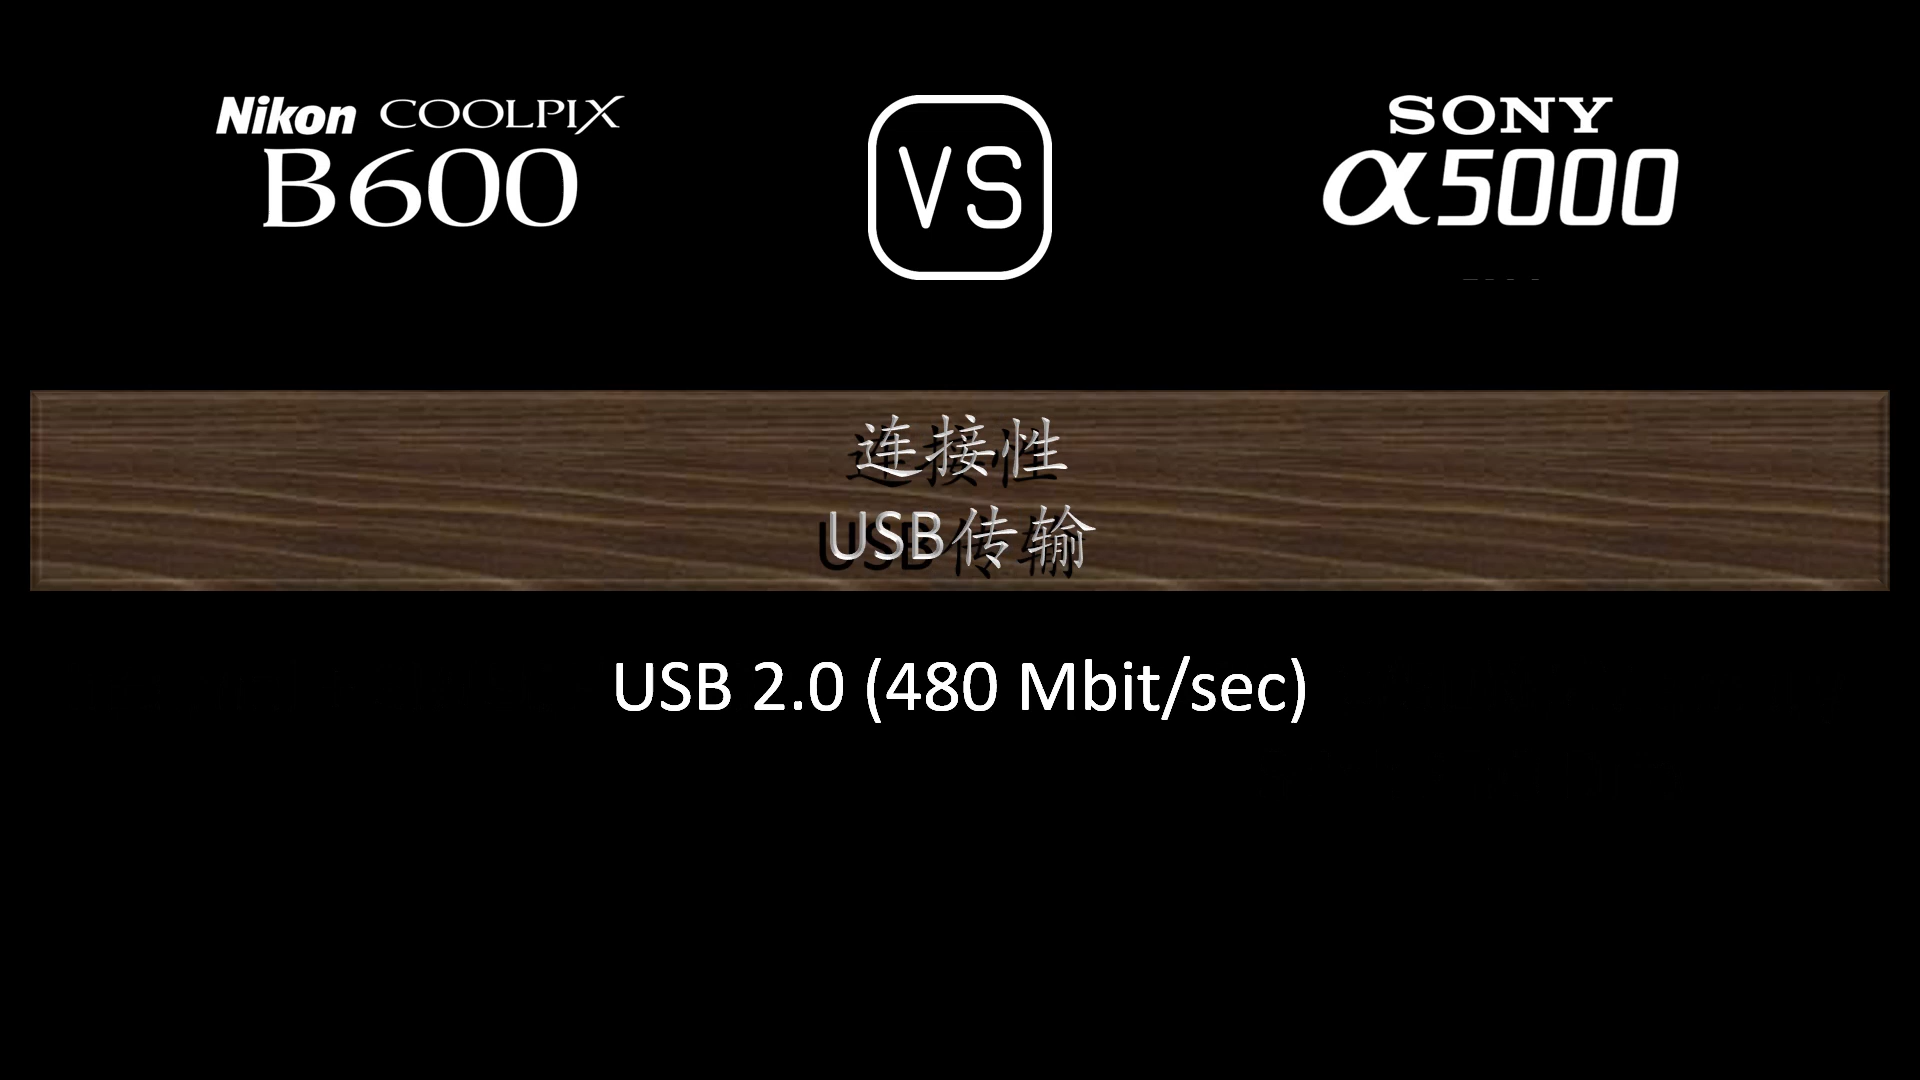 Nikon COOLPIX
B600
VS
SONY
α5000
连接性
USB传输
USB 2.0 (480 Mbit/sec)